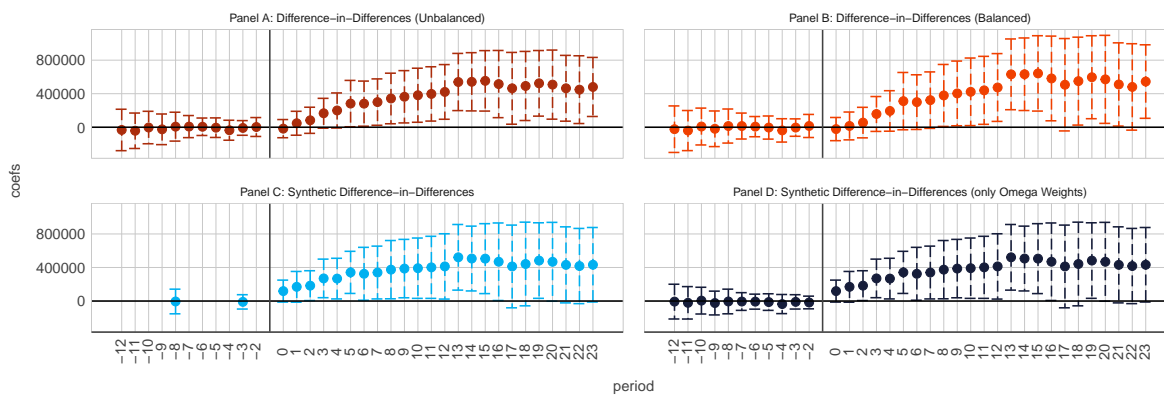 Panel A: Difference−in−Differences (Unbalanced)
Panel B: Difference−in−Differences (Balanced)
800000
400000
0
Panel C: Synthetic Difference−in−Differences
Panel D: Synthetic Difference−in−Differences (only Omega Weights)
800000
400000
0
coefs
−12 −11 −10 −9 −8 −7 −6 −5 −4 −3 −2 0 1 2 3 4 5 6 7 8 9 10 11 12 13 14 15 16 17 18 19 20 21 22 23
−12 −11 −10 −9 −8 −7 −6 −5 −4 −3 −2 0 1 2 3 4 5 6 7 8 9 10 11 12 13 14 15 16 17 18 19 20 21 22 23
period